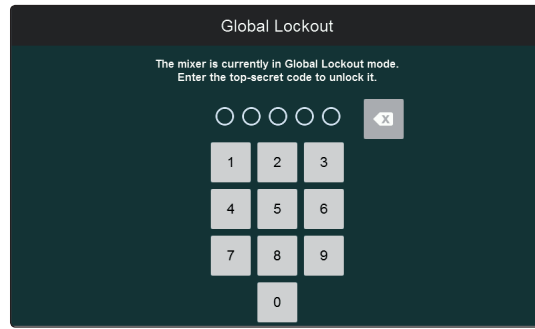 Global Lockout
The mixer is currently in Global Lockout mode.
Enter the top-secret code to unlock it.
X
1 2 3
4 5 6
7 8 9
0